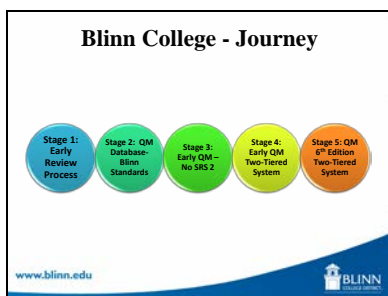 Blinn College - Journey
Stage 1:
Early
Review
Process
Stage 2: QM
Database-
Blinn
Standards
Stage 3:
Early QM –
No SRS 2
Stage 4:
Early QM
Two-Tiered
System
Stage 5: QM
6th Edition
Two-Tiered
System
www.blinn.edu
BLINN
COLLEGE DISTRICT